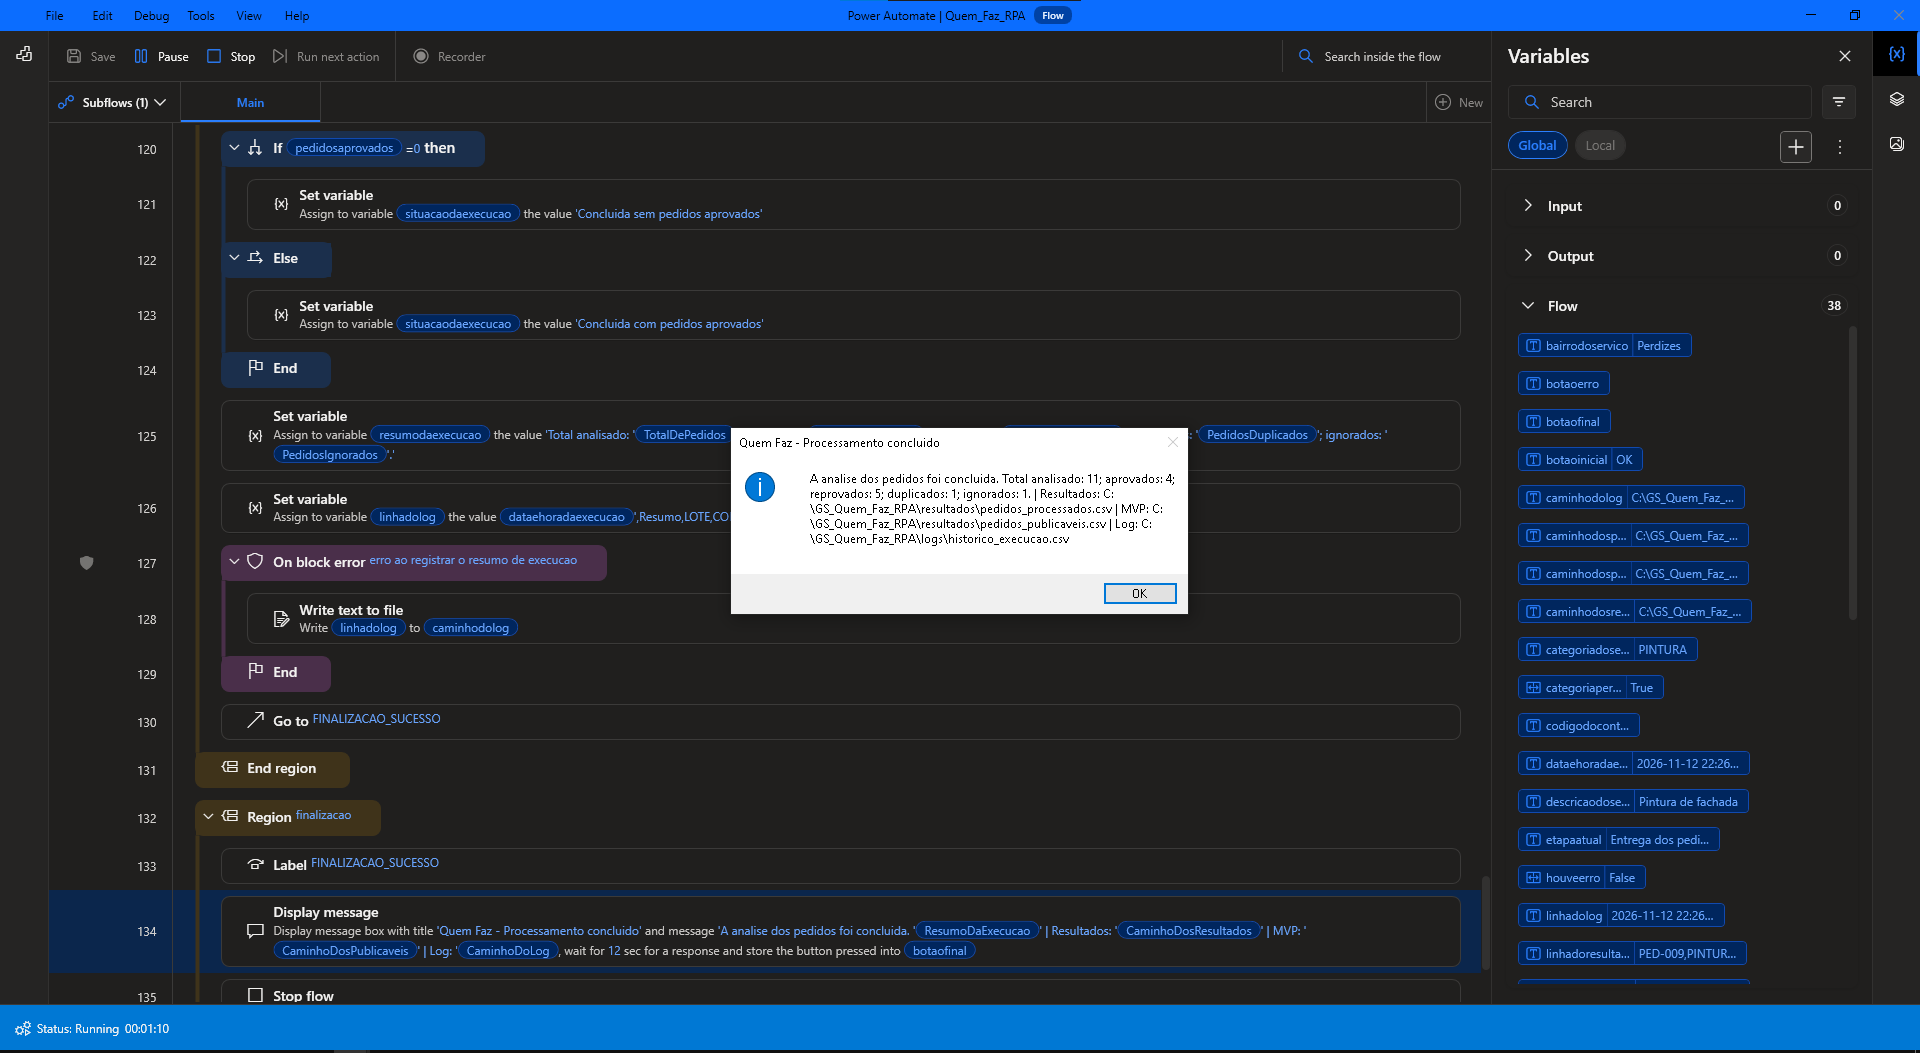 File Edit Debug Tools View Help
Power Automate | Quem_Faz_RPA Flow
Save Pause Stop Run next action Recorder
Search inside the flow
Subflows (1) Main
New
120 If pedidosaprovados =0 then
121 Set variable
Assign to variable situacaodaexecucao the value 'Concluida sem pedidos aprovados'
122 Else
123 Set variable
Assign to variable situacaodaexecucao the value 'Concluida com pedidos aprovados'
124 End
125 Set variable
Assign to variable resumodaexecucao the value 'Total analisado: ' TotalDePedidos : ' PedidosDuplicados '; ignorados: '
PedidosIgnorados '.'
126 Set variable
Assign to variable linhadolog the value dataehoradaexecucao ',Resumo,LOTE,CO
127 On block error erro ao registrar o resumo de execucao
128 Write text to file
Write linhadolog to caminhodolog
129 End
130 Go to FINALIZACAO_SUCESSO
131 End region
132 Region finalizacao
133 Label FINALIZACAO_SUCESSO
134 Display message
Display message box with title 'Quem Faz - Processamento concluido' and message 'A analise dos pedidos foi concluida. ' ResumoDaExecucao ' | Resultados: ' CaminhoDosResultados ' | MVP: '
CaminhoDosPublicaveis ' | Log: ' CaminhoDoLog , wait for 12 sec for a response and store the button pressed into botaofinal
135 Stop flow
Quem Faz - Processamento concluido
A analise dos pedidos foi concluida. Total analisado: 11; aprovados: 4;
reprovados: 5; duplicados: 1; ignorados: 1. | Resultados: C:
\GS_Quem_Faz_RPA\resultados\pedidos_processados.csv | MVP: C:
\GS_Quem_Faz_RPA\resultados\pedidos_publicaveis.csv | Log: C:
\GS_Quem_Faz_RPA\logs\historico_execucao.csv
OK
Variables
{x}
Search
Global Local
Input 0
Output 0
Flow 38
bairrodoservico Perdizes
botaoerro
botaofinal
botaoinicial OK
caminhodolog C:\GS_Quem_Faz_...
caminhodosp... C:\GS_Quem_Faz_...
caminhodosp... C:\GS_Quem_Faz_...
caminhodosre... C:\GS_Quem_Faz_...
categoriadose... PINTURA
categoriaper... True
codigodocont...
dataehoradae... 2026-11-12 22:26...
descricaodose... Pintura de fachada
etapaatual Entrega dos pedi...
houveerro False
linhadolog 2026-11-12 22:26...
linhadoresulta... PED-009,PINTUR...
Status: Running 00:01:10